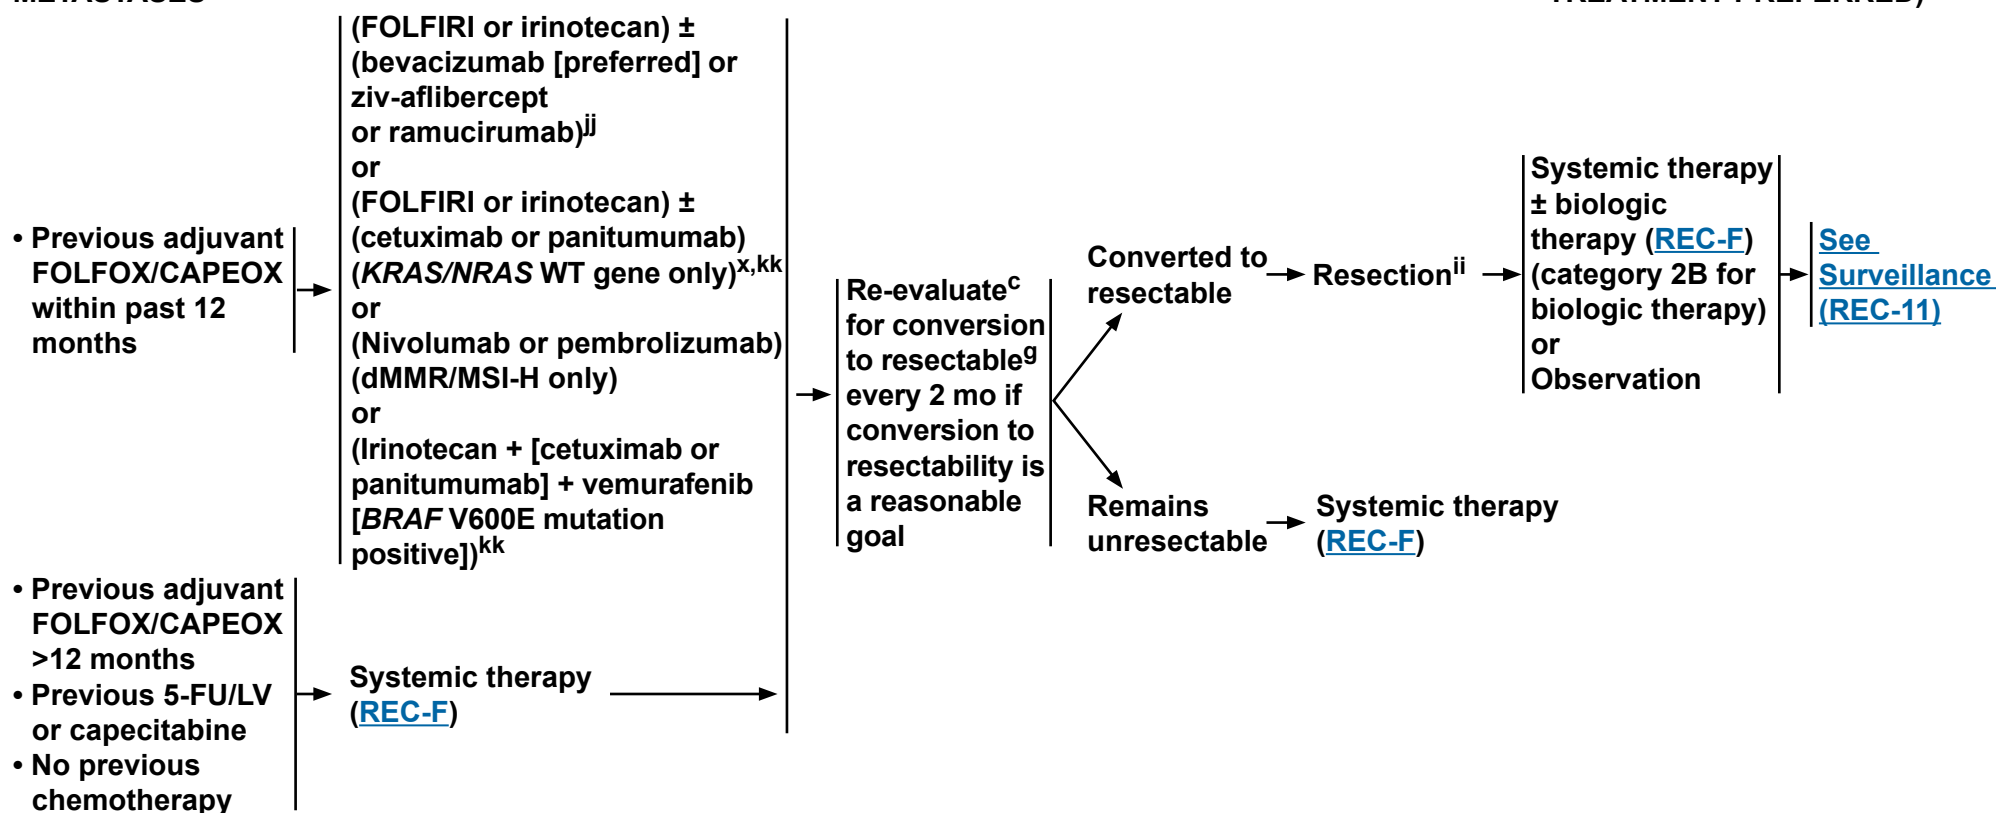 METASTASES
TREATMENT PREFERRED)
• Previous adjuvant
FOLFOX/CAPEOX
within past 12
months
(FOLFIRI or irinotecan) ±
(bevacizumab [preferred] or
ziv-aflibercept
or ramucirumab)jj
or
(FOLFIRI or irinotecan) ±
(cetuximab or panitumumab)
(KRAS/NRAS WT gene only)x,kk
or
(Nivolumab or pembrolizumab)
(dMMR/MSI-H only)
or
(Irinotecan + [cetuximab or
panitumumab] + vemurafenib
[BRAF V600E mutation
positive])kk
• Previous adjuvant
FOLFOX/CAPEOX
>12 months
• Previous 5-FU/LV
or capecitabine
• No previous
chemotherapy
Systemic therapy
(REC-F)
Re-evaluatec
for conversion
to resectableg
every 2 mo if
conversion to
resectability is
a reasonable
goal
Converted to
resectable
Resectionii
Systemic therapy
± biologic
therapy (REC-F)
(category 2B for
biologic therapy)
or
Observation
See
Surveillance
(REC-11)
Remains
unresectable
Systemic therapy
(REC-F)